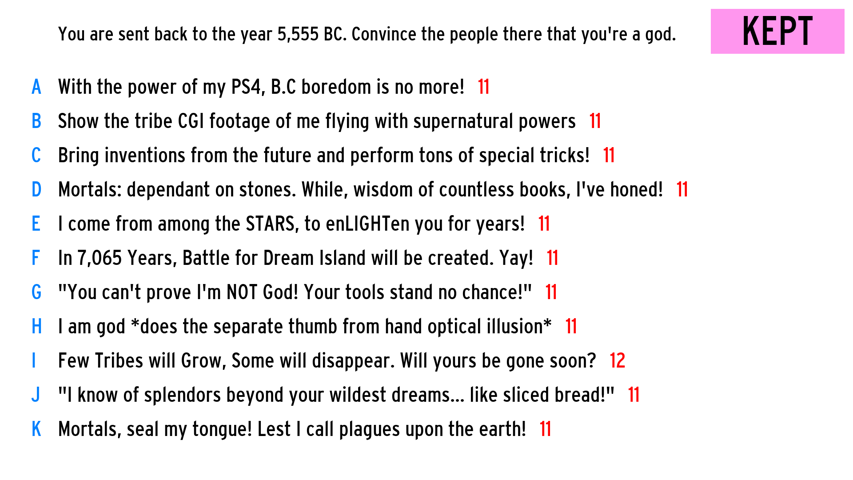 You are sent back to the year 5,555 BC. Convince the people there that you're a god.
KEPT
A With the power of my PS4, B.C boredom is no more! 11
B Show the tribe CGI footage of me flying with supernatural powers 11
C Bring inventions from the future and perform tons of special tricks! 11
D Mortals: dependant on stones. While, wisdom of countless books, I've honed! 11
E I come from among the STARS, to enLIGHTen you for years! 11
F In 7,065 Years, Battle for Dream Island will be created. Yay! 11
G "You can't prove I'm NOT God! Your tools stand no chance!" 11
H I am god *does the separate thumb from hand optical illusion* 11
I Few Tribes will Grow, Some will disappear. Will yours be gone soon? 12
J "I know of splendors beyond your wildest dreams... like sliced bread!" 11
K Mortals, seal my tongue! Lest I call plagues upon the earth! 11